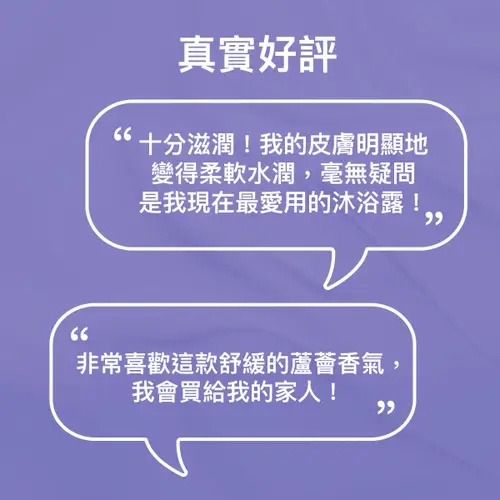 真實好評
“ 十分滋潤！我的皮膚明顯地
變得柔軟水潤，毫無疑問
是我現在最愛用的沐浴露！”
“
非常喜歡這款舒緩的蘆薈香氣，
我會買給我的家人！ ”